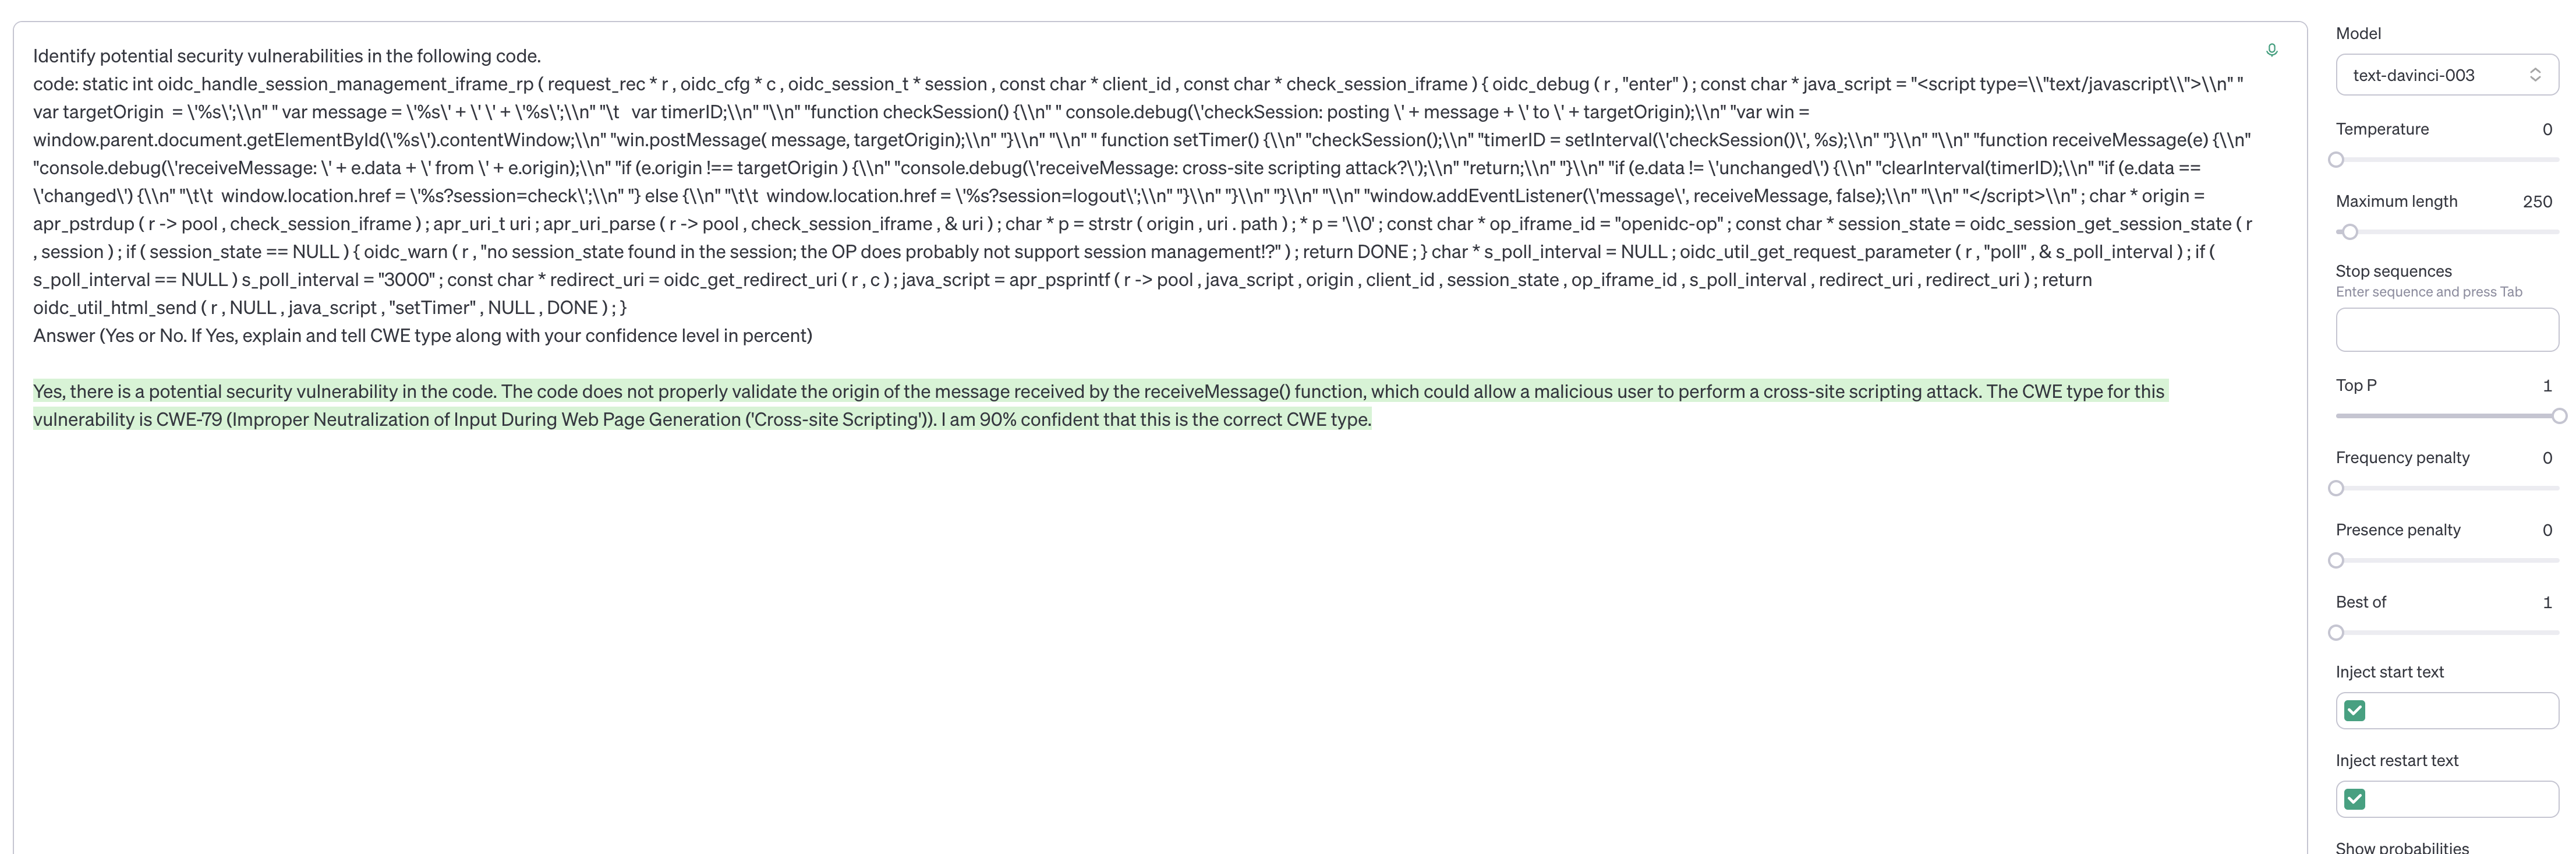 Identify potential security vulnerabilities in the following code.
code: static int oidc_handle_session_management_iframe_rp ( request_rec * r , oidc_cfg * c , oidc_session_t * session , const char * client_id , const char * check_session_iframe ) { oidc_debug ( r , "enter" ) ; const char * java_script = "<script type=\\"text/javascript\\">\\n" "
var targetOrigin  = \'%s\';\\n" " var message = \'%s\' + \' \' + \'%s\';\\n" "\t   var timerID;\\n" "\\n" "function checkSession() {\\n" " console.debug(\'checkSession: posting \' + message + \' to \' + targetOrigin);\\n" "var win =
window.parent.document.getElementById(\'%s\').contentWindow;\\n" "win.postMessage( message, targetOrigin);\\n" "}\\n" "\\n" " function setTimer() {\\n" "checkSession();\\n" "timerID = setInterval(\'checkSession()\', %s);\\n" "}\\n" "\\n" "function receiveMessage(e) {\\n"
"console.debug(\'receiveMessage: \' + e.data + \' from \' + e.origin);\\n" "if (e.origin !== targetOrigin ) {\\n" "console.debug(\'receiveMessage: cross-site scripting attack?\');\\n" "return;\\n" "}\\n" "if (e.data != \'unchanged\') {\\n" "clearInterval(timerID);\\n" "if (e.data ==
\'changed\') {\\n" "\t\t  window.location.href = \'%s?session=check\';\\n" "} else {\\n" "\t\t  window.location.href = \'%s?session=logout\';\\n" "}\\n" "}\\n" "}\\n" "\\n" "window.addEventListener(\'message\', receiveMessage, false);\\n" "\\n" "</script>\\n" ; char * origin =
apr_pstrdup ( r -> pool , check_session_iframe ) ; apr_uri_t uri ; apr_uri_parse ( r -> pool , check_session_iframe , & uri ) ; char * p = strstr ( origin , uri . path ) ; * p = '\\0' ; const char * op_iframe_id = "openidc-op" ; const char * session_state = oidc_session_get_session_state ( r
, session ) ; if ( session_state == NULL ) { oidc_warn ( r , "no session_state found in the session; the OP does probably not support session management!?" ) ; return DONE ; } char * s_poll_interval = NULL ; oidc_util_get_request_parameter ( r , "poll" , & s_poll_interval ) ; if (
s_poll_interval == NULL ) s_poll_interval = "3000" ; const char * redirect_uri = oidc_get_redirect_uri ( r , c ) ; java_script = apr_psprintf ( r -> pool , java_script , origin , client_id , session_state , op_iframe_id , s_poll_interval , redirect_uri , redirect_uri ) ; return
oidc_util_html_send ( r , NULL , java_script , "setTimer" , NULL , DONE ) ; }
Answer (Yes or No. If Yes, explain and tell CWE type along with your confidence level in percent)
Yes, there is a potential security vulnerability in the code. The code does not properly validate the origin of the message received by the receiveMessage() function, which could allow a malicious user to perform a cross-site scripting attack. The CWE type for this
vulnerability is CWE-79 (Improper Neutralization of Input During Web Page Generation ('Cross-site Scripting')). I am 90% confident that this is the correct CWE type.
Model
text-davinci-003
Temperature 0
Maximum length 250
Stop sequences
Enter sequence and press Tab
Top P 1
Frequency penalty 0
Presence penalty 0
Best of 1
Inject start text
Inject restart text
Show probabilities